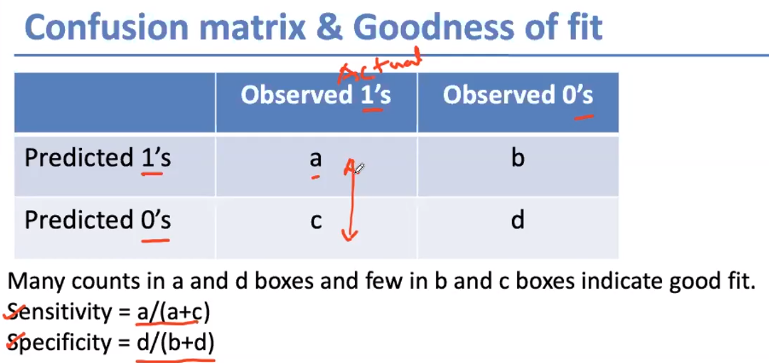 Confusion matrix & Goodness of fit
Actual
Observed 1's Observed 0's
Predicted 1's a b
Predicted 0's c d
Many counts in a and d boxes and few in b and c boxes indicate good fit.
Sensitivity = a/(a+c)
Specificity = d/(b+d)